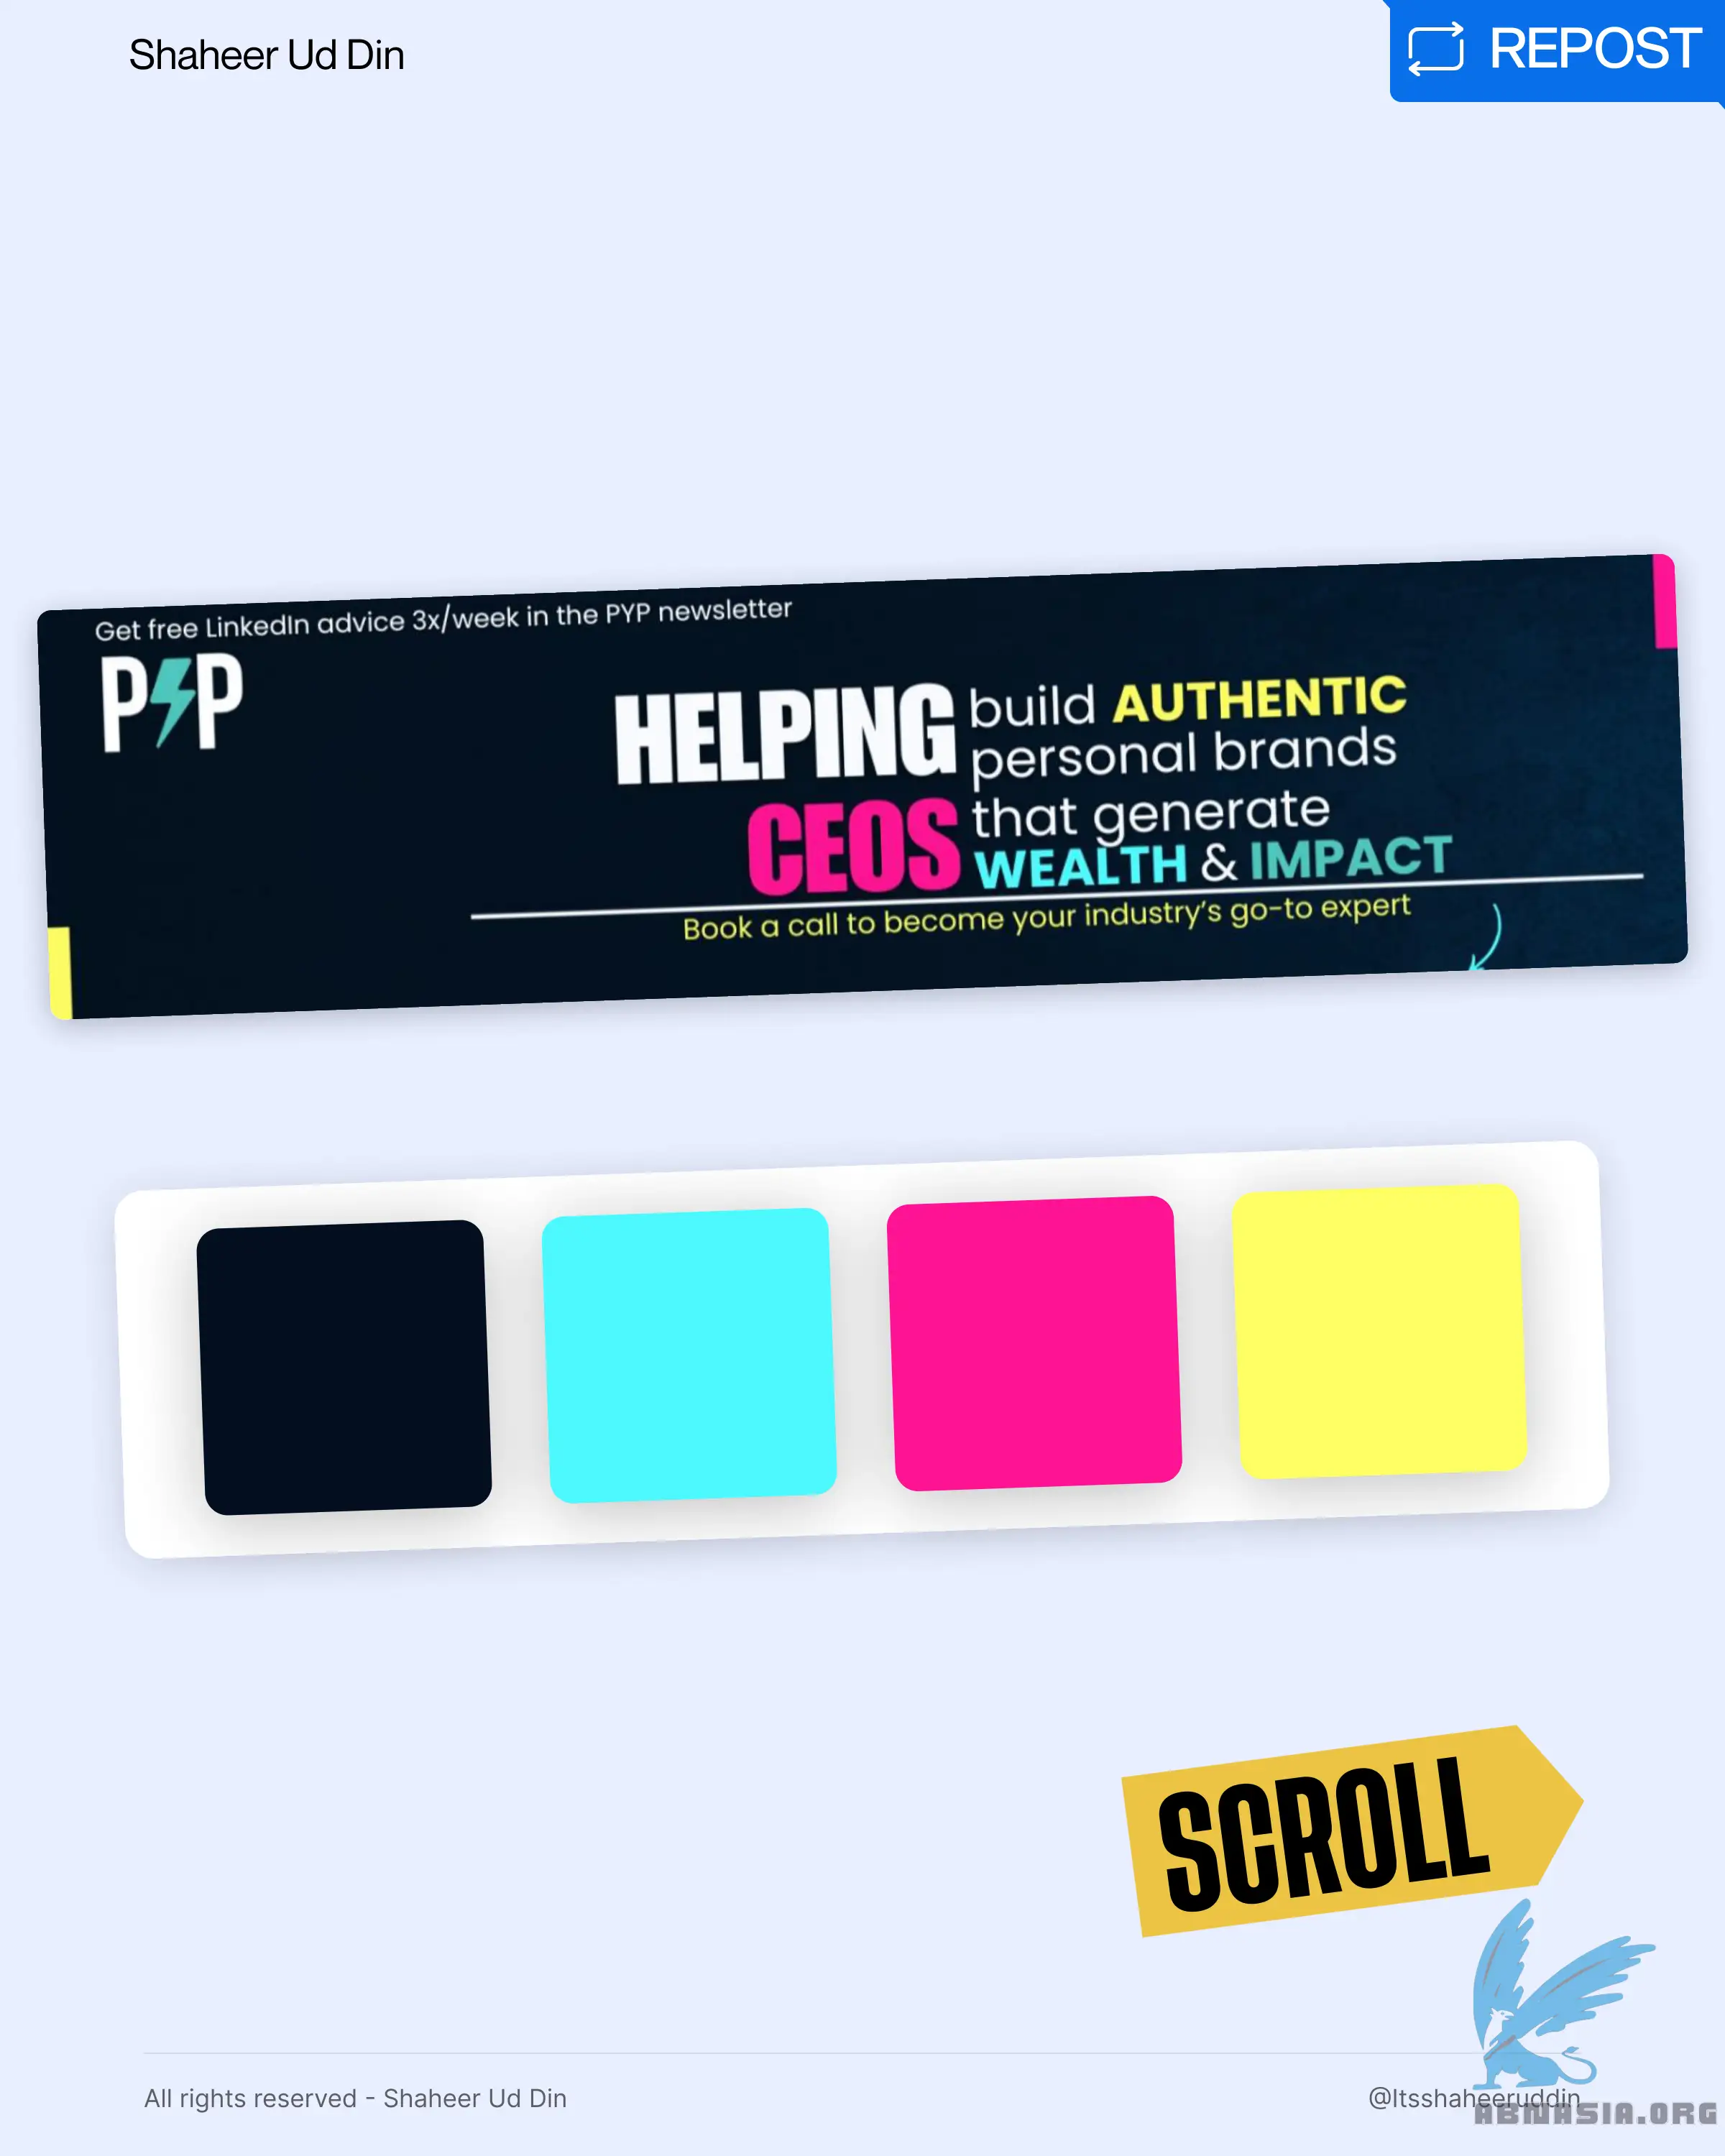 Shaheer Ud Din
REPOST
Get free LinkedIn advice 3x/week in the PYP newsletter
P P
HELPING
CEOS
build AUTHENTIC
personal brands
that generate
WEALTH & IMPACT
Book a call to become your industry's go-to expert
SCROLL
All rights reserved - Shaheer Ud Din
@Itsshaheeruddin
ABMASIA.ORG